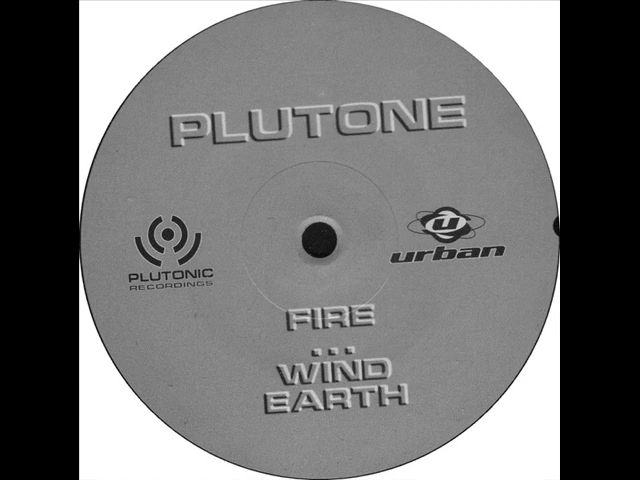 PLUTONE
PLUTONIC
RECORDINGS
u
urban
FIRE
...
WIND
EARTH